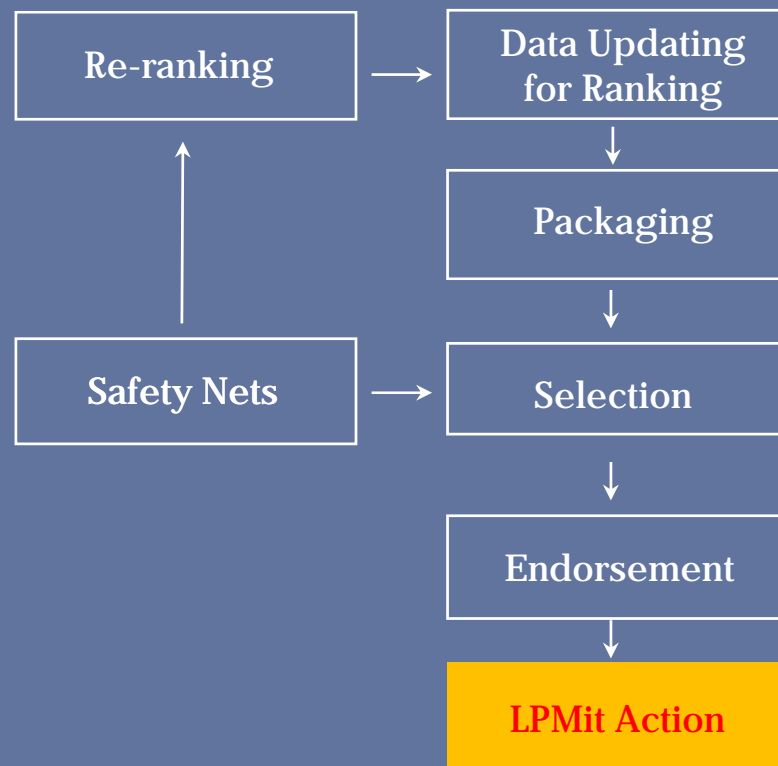 Re-ranking
Data Updating
for Ranking
Packaging
Safety Nets
Selection
Endorsement
LPMit Action